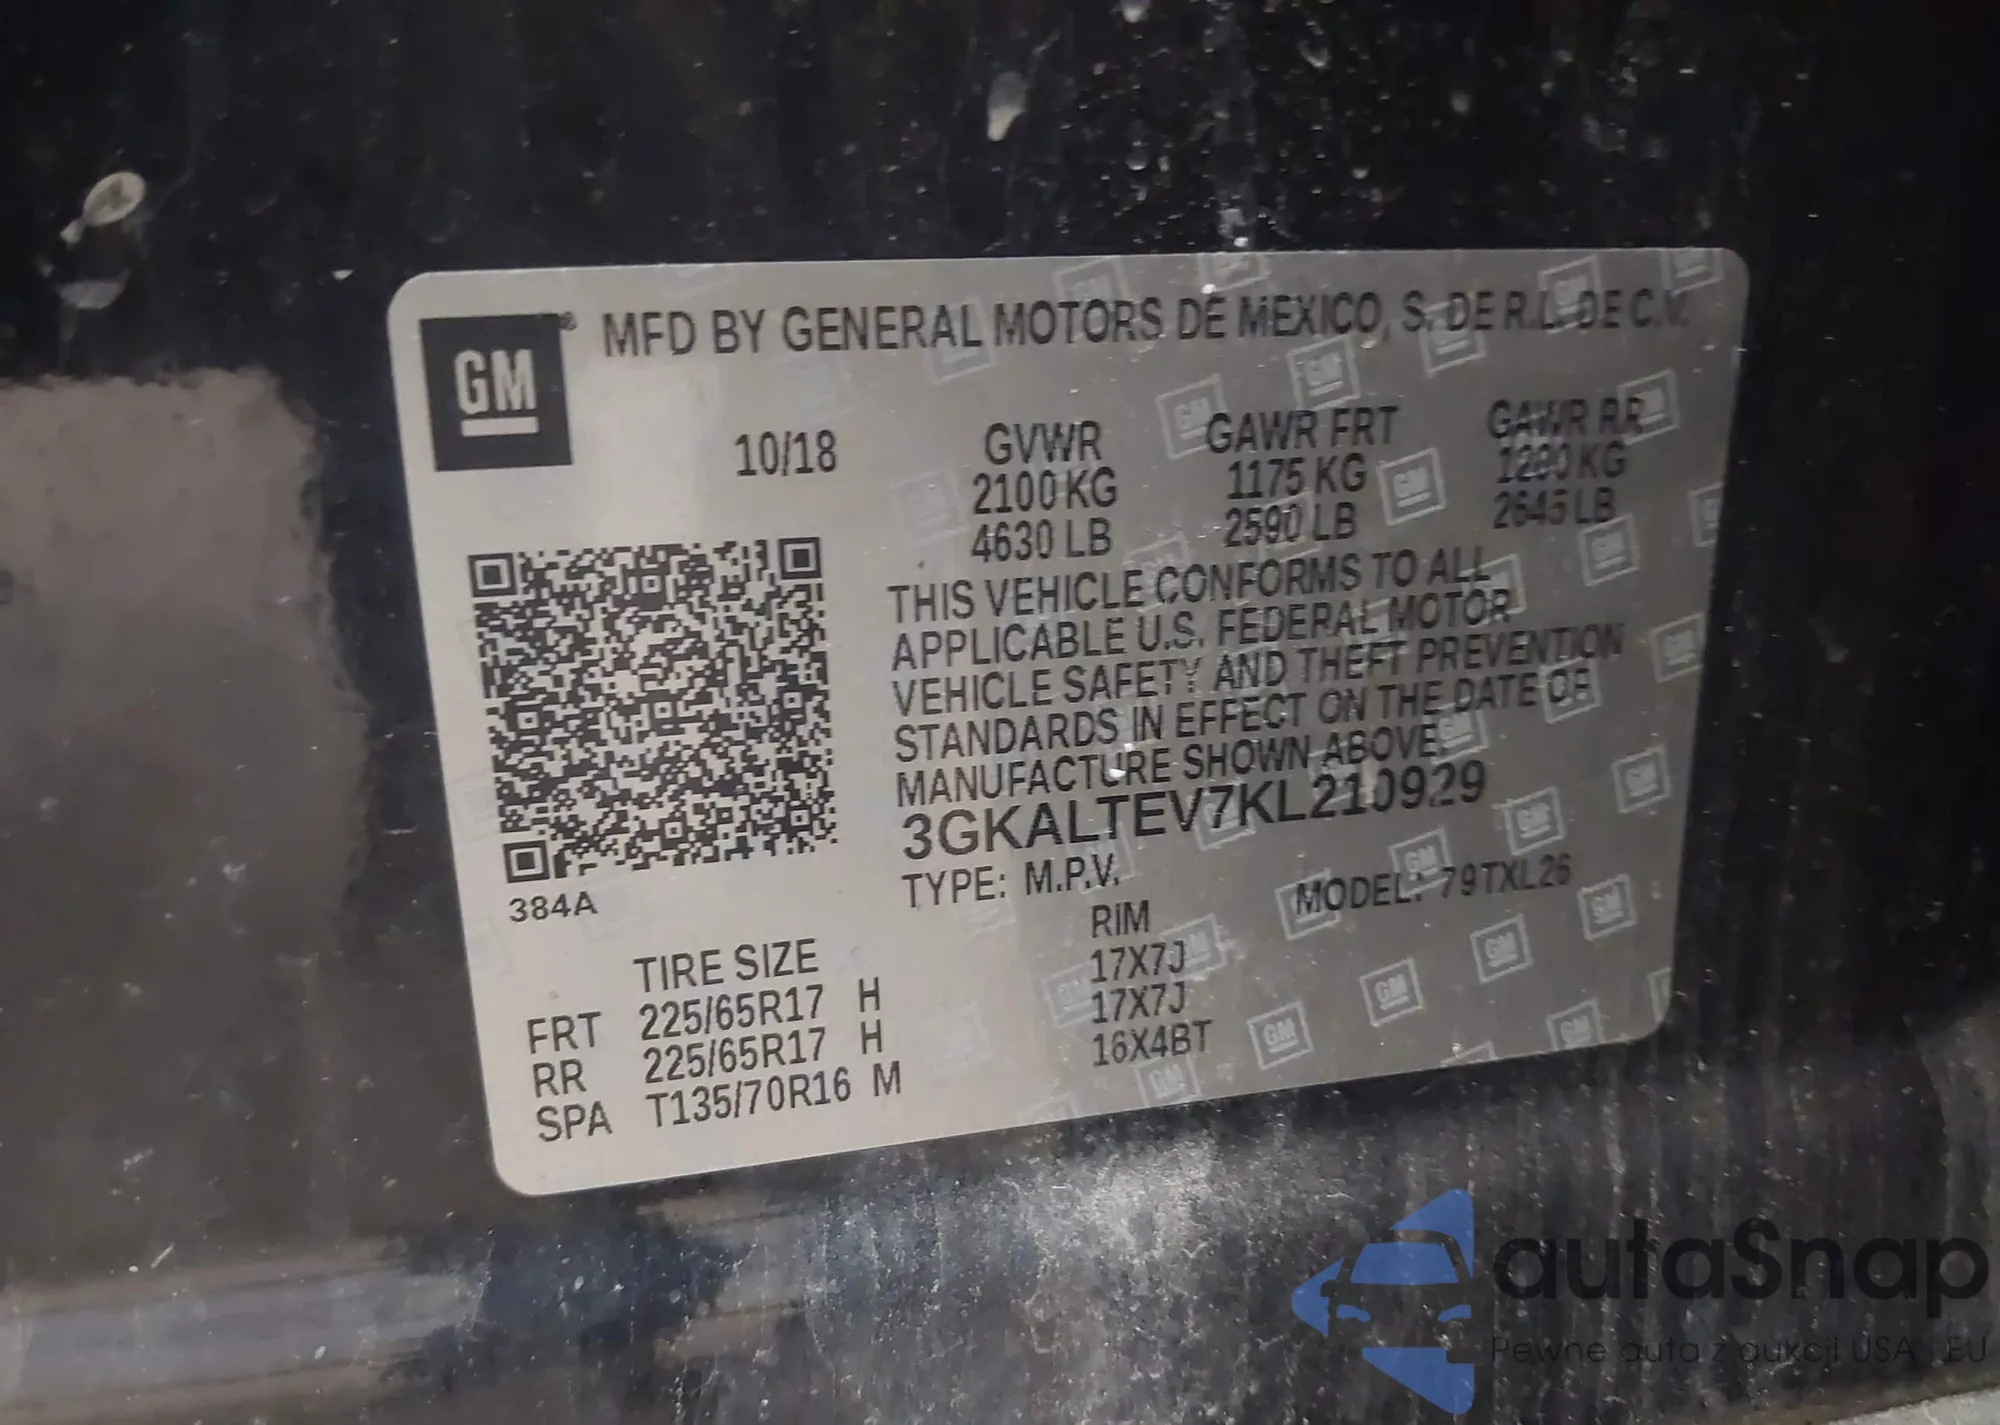 GM
MFD BY GENERAL MOTORS DE MEXICO, S. DE R.L. DE C.V.
10/18
GVWR GAWR FRT GAWR RR
2100 KG 1175 KG 1200 KG
4630 LB 2590 LB 2645 LB
THIS VEHICLE CONFORMS TO ALL
APPLICABLE U.S. FEDERAL MOTOR
VEHICLE SAFETY AND THEFT PREVENTION
STANDARDS IN EFFECT ON THE DATE OF
MANUFACTURE SHOWN ABOVE.
3GKALTEV7KL210929
TYPE: M.P.V. MODEL: 79TXL26
384A
TIRE SIZE RIM
FRT 225/65R17 H 17X7J
RR 225/65R17 H 17X7J
SPA T135/70R16 M 16X4BT
autaSnap
Pewne auta z aukcji USA i EU